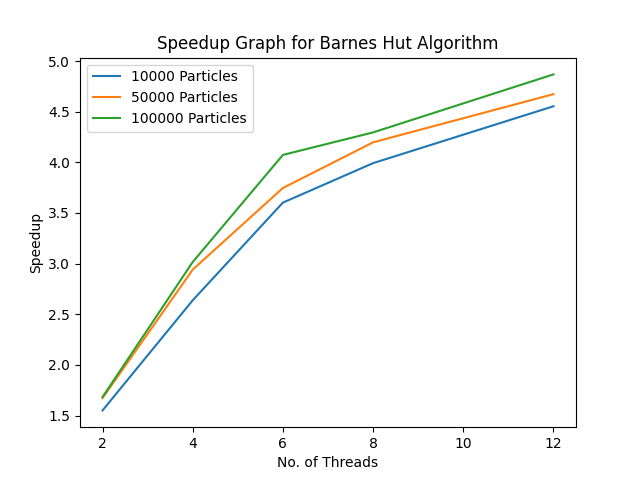 Speedup Graph for Barnes Hut Algorithm
10000 Particles
50000 Particles
100000 Particles
5.0
4.5
4.0
3.5
3.0
2.5
2.0
1.5
Speedup
2 4 6 8 10 12
No. of Threads